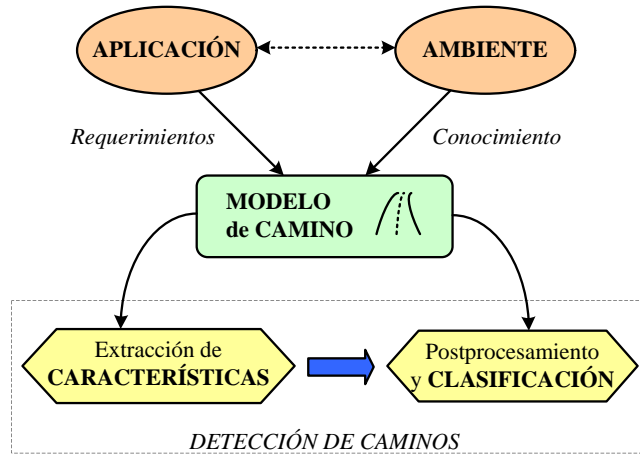 APLICACIÓN
AMBIENTE
Requerimientos
Conocimiento
MODELO
de CAMINO
Extracción de
CARACTERÍSTICAS
Postprocesamiento
y CLASIFICACIÓN
DETECCIÓN DE CAMINOS